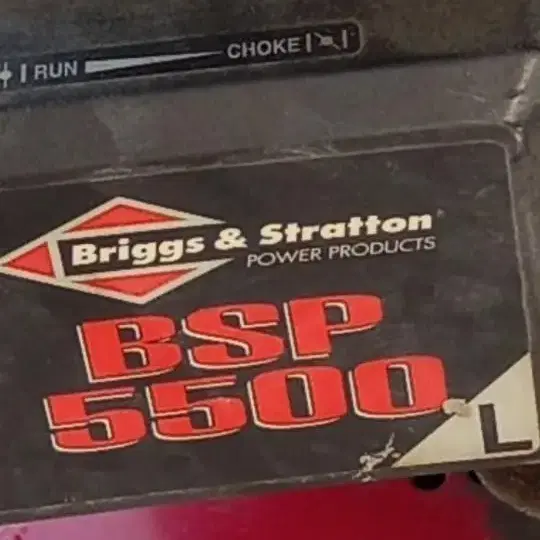 RUN CHOKE
Briggs & Stratton
POWER PRODUCTS
BSP
5500
L